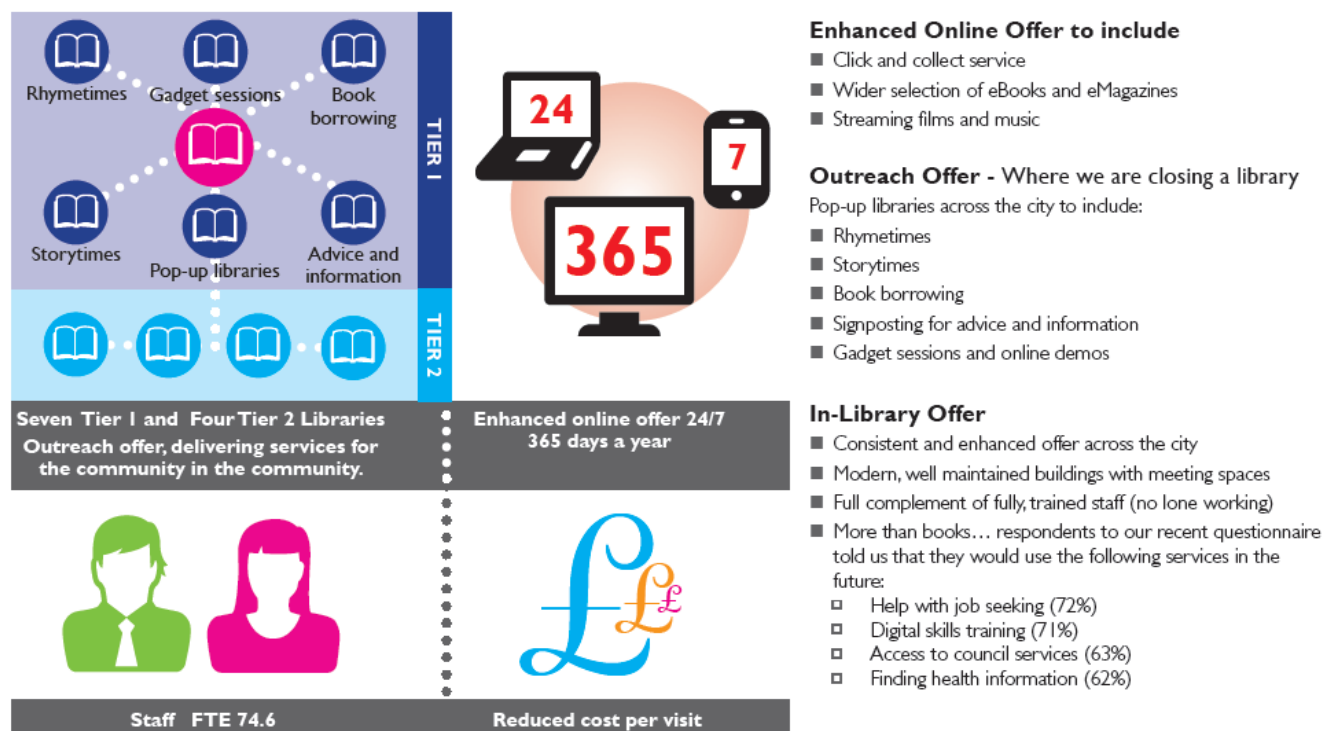 Rhymetimes
Gadget sessions
Book
borrowing
TIER 1
Storytimes
Pop-up libraries
Advice and
information
TIER 2
Seven Tier 1 and Four Tier 2 Libraries
Outreach offer, delivering services for
the community in the community.
24
7
365
Enhanced online offer 24/7
365 days a year
Staff FTE 74.6
£
£
£
Reduced cost per visit
Enhanced Online Offer to include
■ Click and collect service
■ Wider selection of eBooks and eMagazines
■ Streaming films and music
Outreach Offer - Where we are closing a library
Pop-up libraries across the city to include:
■ Rhymetimes
■ Storytimes
■ Book borrowing
■ Signposting for advice and information
■ Gadget sessions and online demos
In-Library Offer
■ Consistent and enhanced offer across the city
■ Modern, well maintained buildings with meeting spaces
■ Full complement of fully, trained staff (no lone working)
■ More than books… respondents to our recent questionnaire
told us that they would use the following services in the
future:
□ Help with job seeking (72%)
□ Digital skills training (71%)
□ Access to council services (63%)
□ Finding health information (62%)